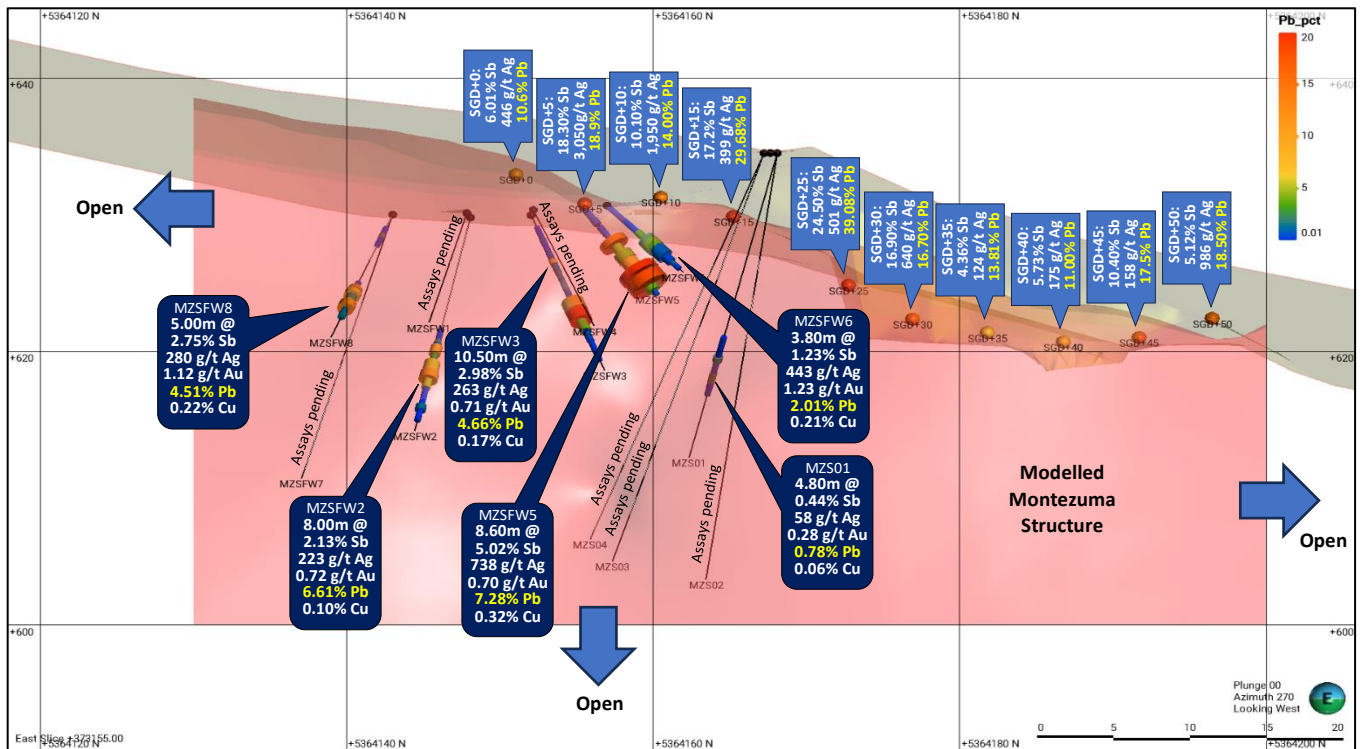 +5364120 N
+5364140 N
+5364160 N
+5364180 N
+5364200 N
Pb_pct
20
15
10
5
0.01
+640
+640
SGD+0:
6.01% Sb
446 g/t Ag
10.6% Pb
SGD+5:
18.30% Sb
3,050g/t Ag
18.9% Pb
SGD+10:
10.10% Sb
1,950 g/t Ag
14.00% Pb
SGD+15:
17.2% Sb
399 g/t Ag
29.68% Pb
SGD+25:
24.50% Sb
501 g/t Ag
39.08% Pb
SGD+30:
16.90% Sb
640 g/t Ag
16.70% Pb
SGD+35:
4.36% Sb
124 g/t Ag
13.81% Pb
SGD+40:
5.73% Sb
175 g/t Ag
11.00% Pb
SGD+45:
10.40% Sb
158 g/t Ag
17.5% Pb
SGD+50:
5.12% Sb
986 g/t Ag
18.50% Pb
SGD+0
SGD+5
SGD+10
SGD+15
SGD+25
SGD+30
SGD+35
SGD+40
SGD+45
SGD+50
Open
Assays pending
Assays pending
Assays pending
Assays pending
Assays pending
Assays pending
MZSFW8
MZSFW1
MZSFW4
MZSFW5
MZSFW3
MZSFW2
MZSFW7
MZS01
MZS04
MZS03
MZS02
+620
+620
MZSFW8
5.00m @
2.75% Sb
280 g/t Ag
1.12 g/t Au
4.51% Pb
0.22% Cu
MZSFW3
10.50m @
2.98% Sb
263 g/t Ag
0.71 g/t Au
4.66% Pb
0.17% Cu
MZSFW6
3.80m @
1.23% Sb
443 g/t Ag
1.23 g/t Au
2.01% Pb
0.21% Cu
MZSFW2
8.00m @
2.13% Sb
223 g/t Ag
0.72 g/t Au
6.61% Pb
0.10% Cu
MZSFW5
8.60m @
5.02% Sb
738 g/t Ag
0.70 g/t Au
7.28% Pb
0.32% Cu
MZS01
4.80m @
0.44% Sb
58 g/t Ag
0.28 g/t Au
0.78% Pb
0.06% Cu
Modelled
Montezuma
Structure
Open
+600
+600
Open
Plunge 00
Azimuth 270
Looking West
E
0
5
10
15
20
East Slice +373155.00
+5364120 N
+5364140 N
+5364160 N
+5364180 N
+5364200 N